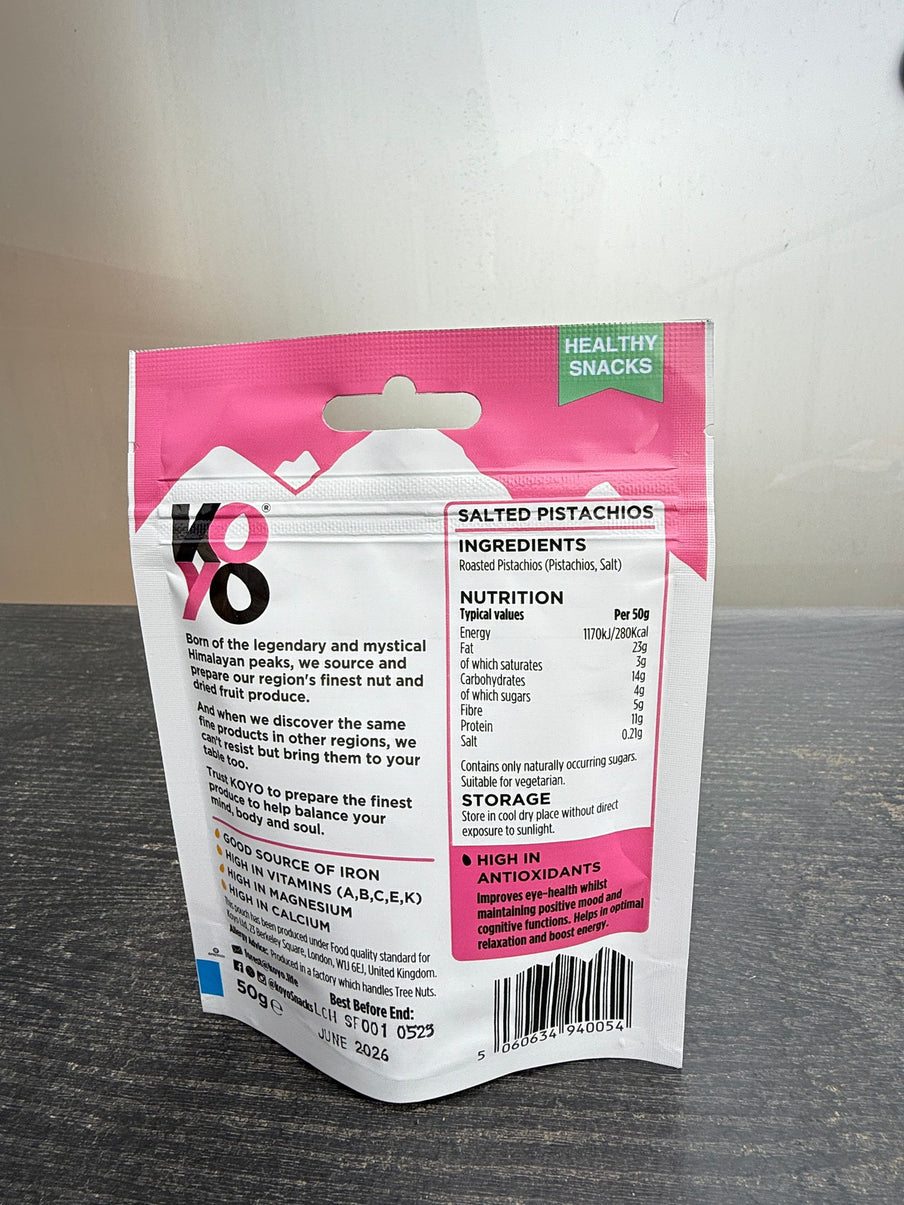 HEALTHY
SNACKS
KO
YO
®
Born of the legendary and mystical
Himalayan peaks, we source and
prepare our region's finest nut and
dried fruit produce.
And when we discover the same
fine products in other regions, we
can't resist but bring them to your
table too.
Trust KOYO to prepare the finest
produce to help balance your
mind, body and soul.
GOOD SOURCE OF IRON
HIGH IN VITAMINS (A,B,C,E,K)
HIGH IN MAGNESIUM
HIGH IN CALCIUM
This pouch has been produced under Food quality standard for
Koyo Ltd, 23 Berkeley Square, London, W1J 6EJ, United Kingdom.
Allergy Advice: Produced in a factory which handles Tree Nuts.
@koyoSnacks
50g ℮
Best Before End:
LCH SF001 0523
JUNE 2026
SALTED PISTACHIOS
INGREDIENTS
Roasted Pistachios (Pistachios, Salt)
NUTRITION
Typical values Per 50g
Energy 1170kJ/280Kcal
Fat 23g
of which saturates 3g
Carbohydrates 14g
of which sugars 4g
Fibre 5g
Protein 11g
Salt 0.21g
Contains only naturally occurring sugars.
Suitable for vegetarian.
STORAGE
Store in cool dry place without direct
exposure to sunlight.
HIGH IN
ANTIOXIDANTS
Improves eye-health whilst
maintaining positive mood and
cognitive functions. Helps in optimal
relaxation and boost energy.
5 060634 940054